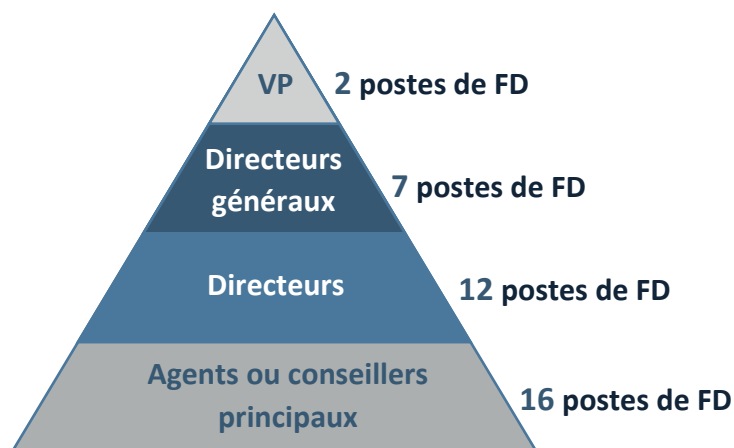 VP
2 postes de FD
Directeurs
généraux
7 postes de FD
Directeurs
12 postes de FD
Agents ou conseillers
principaux
16 postes de FD